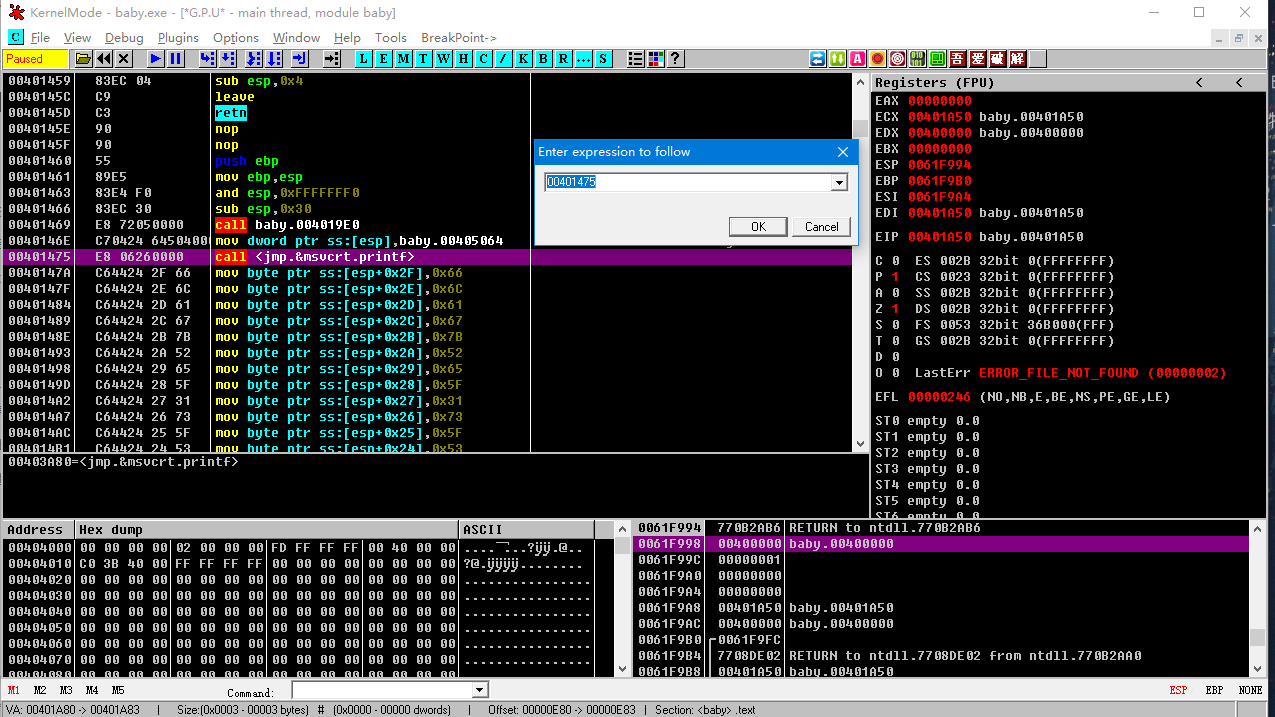 KernelMode - baby.exe - [*G.P.U* - main thread, module baby]
C File View Debug Plugins Options Window Help Tools BreakPoint->
Paused L E M T W H C / K B R ... S ? A 吾 爱 破 解
00401459 83EC 04 sub esp,0x4
0040145C C9 leave
0040145D C3 retn
0040145E 90 nop
0040145F 90 nop
00401460 55 push ebp
00401461 89E5 mov ebp,esp
00401463 83E4 F0 and esp,0xFFFFFFF0
00401466 83EC 30 sub esp,0x30
00401469 E8 72050000 call baby.004019E0
0040146E C70424 64504000 mov dword ptr ss:[esp],baby.00405064
00401475 E8 06260000 call <jmp.&msvcrt.printf>
0040147A C64424 2F 66 mov byte ptr ss:[esp+0x2F],0x66
0040147F C64424 2E 6C mov byte ptr ss:[esp+0x2E],0x6C
00401484 C64424 2D 61 mov byte ptr ss:[esp+0x2D],0x61
00401489 C64424 2C 67 mov byte ptr ss:[esp+0x2C],0x67
0040148E C64424 2B 7B mov byte ptr ss:[esp+0x2B],0x7B
00401493 C64424 2A 52 mov byte ptr ss:[esp+0x2A],0x52
00401498 C64424 29 65 mov byte ptr ss:[esp+0x29],0x65
0040149D C64424 28 5F mov byte ptr ss:[esp+0x28],0x5F
004014A2 C64424 27 31 mov byte ptr ss:[esp+0x27],0x31
004014A7 C64424 26 73 mov byte ptr ss:[esp+0x26],0x73
004014AC C64424 25 5F mov byte ptr ss:[esp+0x25],0x5F
004014B1 C64424 24 53 mov byte ptr ss:[esp+0x24],0x53
00403A80=<jmp.&msvcrt.printf>
Enter expression to follow
00401475
OK Cancel
Registers (FPU) < <
EAX 00000000
ECX 00401A50 baby.00401A50
EDX 00400000 baby.00400000
EBX 00000000
ESP 0061F994
EBP 0061F9B0
ESI 0061F9A4
EDI 00401A50 baby.00401A50
EIP 00401A50 baby.00401A50
C 0 ES 002B 32bit 0(FFFFFFFF)
P 1 CS 0023 32bit 0(FFFFFFFF)
A 0 SS 002B 32bit 0(FFFFFFFF)
Z 1 DS 002B 32bit 0(FFFFFFFF)
S 0 FS 0053 32bit 36B000(FFF)
T 0 GS 002B 32bit 0(FFFFFFFF)
D 0
O 0 LastErr ERROR_FILE_NOT_FOUND (00000002)
EFL 00000246 (NO,NB,E,BE,NS,PE,GE,LE)
ST0 empty 0.0
ST1 empty 0.0
ST2 empty 0.0
ST3 empty 0.0
ST4 empty 0.0
ST5 empty 0.0
ST6 empty 0.0
Address Hex dump ASCII
00404000 00 00 00 00 02 00 00 00 FD FF FF FF 00 40 00 00
00404010 C0 3B 40 00 FF FF FF FF 00 00 00 00 00 00 00 00 ?@.ÿÿÿÿ........
00404020 00 00 00 00 00 00 00 00 00 00 00 00 00 00 00 00 ................
00404030 00 00 00 00 00 00 00 00 00 00 00 00 00 00 00 00 ................
00404040 00 00 00 00 00 00 00 00 00 00 00 00 00 00 00 00 ................
00404050 00 00 00 00 00 00 00 00 00 00 00 00 00 00 00 00 ................
00404060 00 00 00 00 00 00 00 00 00 00 00 00 00 00 00 00 ................
00404070 00 00 00 00 00 00 00 00 00 00 00 00 00 00 00 00 ................
0061F994 770B2AB6 RETURN to ntdll.770B2AB6
0061F998 00400000 baby.00400000
0061F99C 00000001
0061F9A0 00000000
0061F9A4 00000000
0061F9A8 00401A50 baby.00401A50
0061F9AC 00400000 baby.00400000
0061F9B0 0061F9FC
0061F9B4 7708DE02 RETURN to ntdll.7708DE02 from ntdll.770B2AA0
0061F9B8 00401A50 baby.00401A50
M1 M2 M3 M4 M5 Command: ESP EBP NONE
VA: 00401A80 -> 00401A83 | Size:(0x0003 - 00003 bytes) # (0x0000 - 00000 dwords) | Offset: 00000E80 -> 00000E83 | Section: <baby> .text